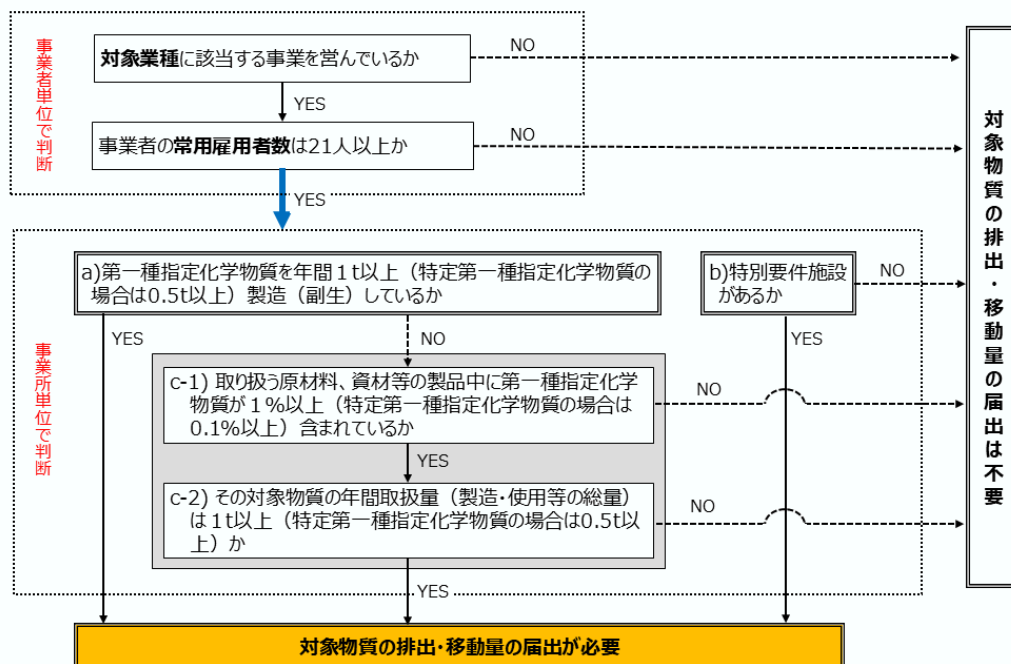 事業者単位で判断
対象業種に該当する事業を営んでいるか
NO
YES
事業者の常用雇用者数は21人以上か
NO
YES
事業所単位で判断
a)第一種指定化学物質を年間１t以上（特定第一種指定化学物質の
場合は0.5t以上）製造（副生）しているか
b)特別要件施設
があるか
NO
YES
NO
YES
c-1) 取り扱う原材料、資材等の製品中に第一種指定化学
物質が１%以上（特定第一種指定化学物質の場合は
0.1%以上）含まれているか
NO
YES
c-2) その対象物質の年間取扱量（製造・使用等の総量）
は１t以上（特定第一種指定化学物質の場合は0.5t以
上）か
NO
YES
対象物質の排出・移動量の届出が必要
対象物質の排出・移動量の届出は不要